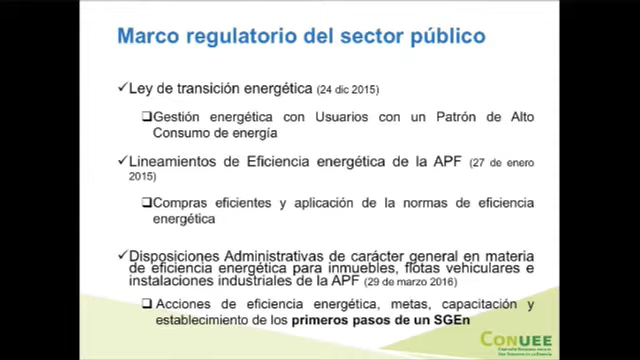 Marco regulatorio del sector público
✓Ley de transición energética (24 dic 2015)
❑Gestión energética con Usuarios con un Patrón de Alto
Consumo de energía
✓Lineamientos de Eficiencia energética de la APF (27 de enero
2015)
❑Compras eficientes y aplicación de la normas de eficiencia
energética
✓Disposiciones Administrativas de carácter general en materia
de eficiencia energética para inmuebles, flotas vehiculares e
instalaciones industriales de la APF (29 de marzo 2016)
❑Acciones de eficiencia energética, metas, capacitación y
establecimiento de los primeros pasos de un SGEn
CONUEE